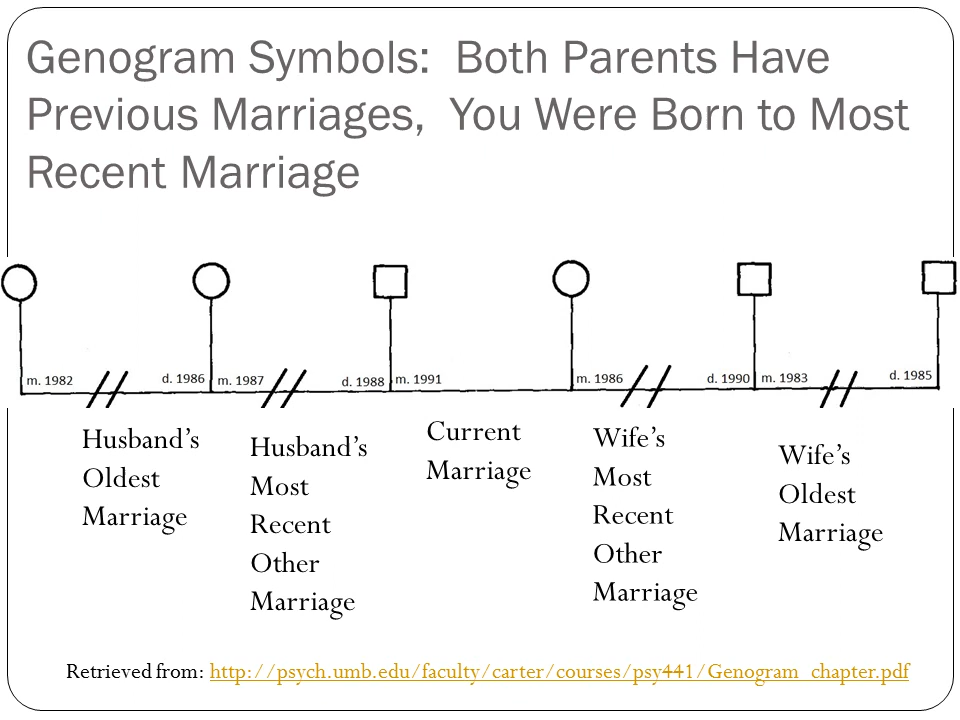 Genogram Symbols:  Both Parents Have
Previous Marriages,  You Were Born to Most
Recent Marriage
m. 1982
d. 1986
m. 1987
d. 1988
m. 1991
m. 1986
d. 1990
m. 1983
d. 1985
Husband’s
Oldest
Marriage
Husband’s
Most
Recent
Other
Marriage
Current
Marriage
Wife’s
Most
Recent
Other
Marriage
Wife’s
Oldest
Marriage
Retrieved from: http://psych.umb.edu/faculty/carter/courses/psy441/Genogram_chapter.pdf